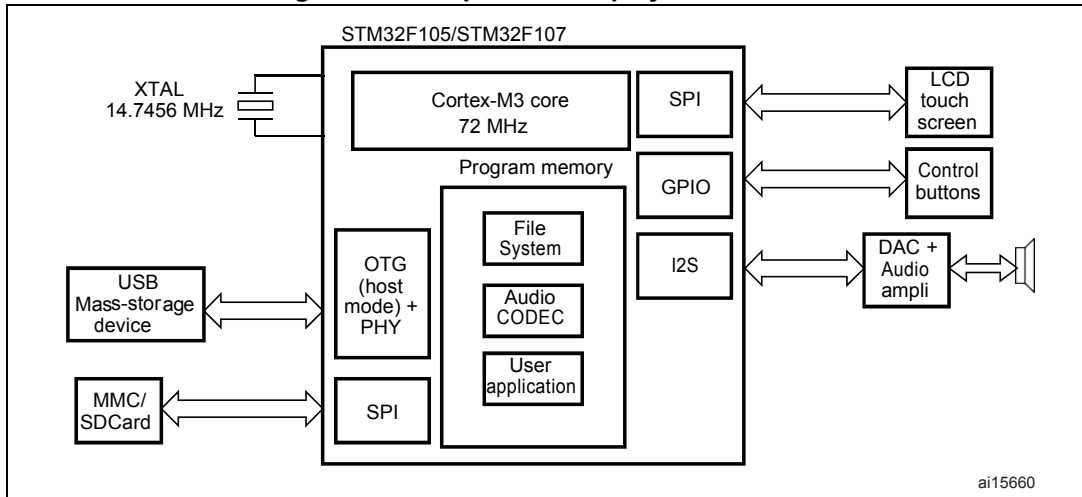 STM32F105/STM32F107
XTAL
14.7456 MHz
Cortex-M3 core
72 MHz
SPI
LCD
touch
screen
Program memory
GPIO
Control
buttons
File
System
I2S
DAC +
Audio
ampli
OTG
(host
mode) +
PHY
USB
Mass-storage
device
Audio
CODEC
User
application
MMC/
SDCard
SPI
ai15660